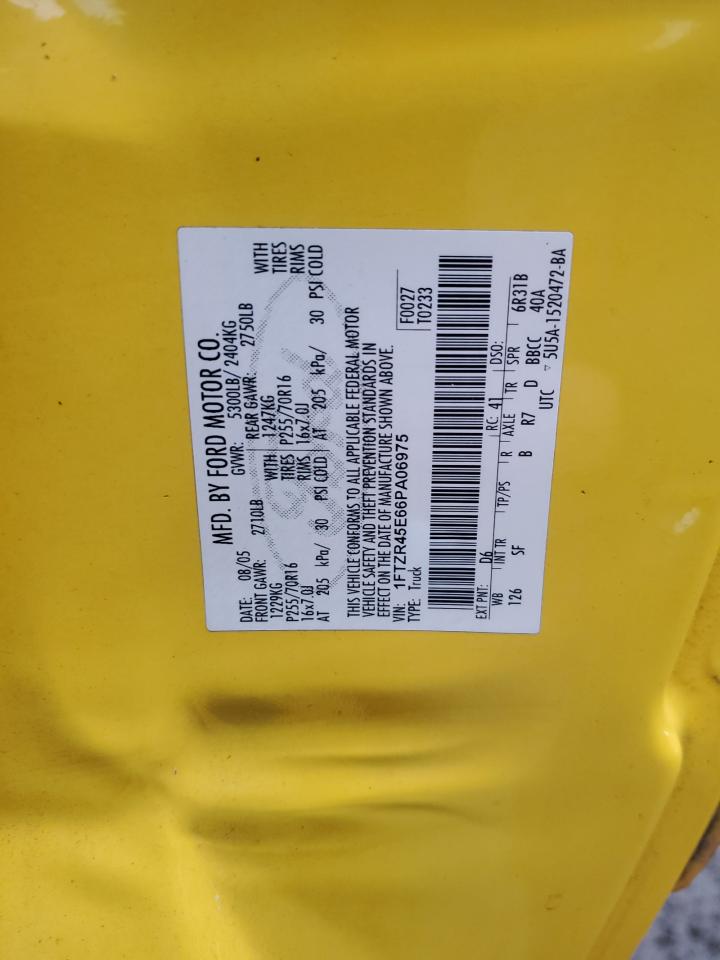 MFD. BY FORD MOTOR CO.
DATE: 08/05 GVWR: 5300LB/ 2404KG
FRONT GAWR: 2710LB REAR GAWR: 2750LB
1229KG WITH 1247KG WITH
P255/70R16 TIRES P255/70R16 TIRES
16x7.0J RIMS 16x7.0J RIMS
AT 205 kPa/ 30 PSI COLD AT 205 kPa/ 30 PSI COLD
THIS VEHICLE CONFORMS TO ALL APPLICABLE FEDERAL MOTOR
VEHICLE SAFETY AND THEFT PREVENTION STANDARDS IN
EFFECT ON THE DATE OF MANUFACTURE SHOWN ABOVE.
VIN: 1FTZR45E66PA06975 F0027
TYPE: Truck T0233
EXT PNT: D6 RC: 41 DSO:
WB INT TR TP/PS R AXLE TR SPR 6R31B
126 SF B R7 D BBCC 40A
UTC ▽ 5U5A-1520472-BA